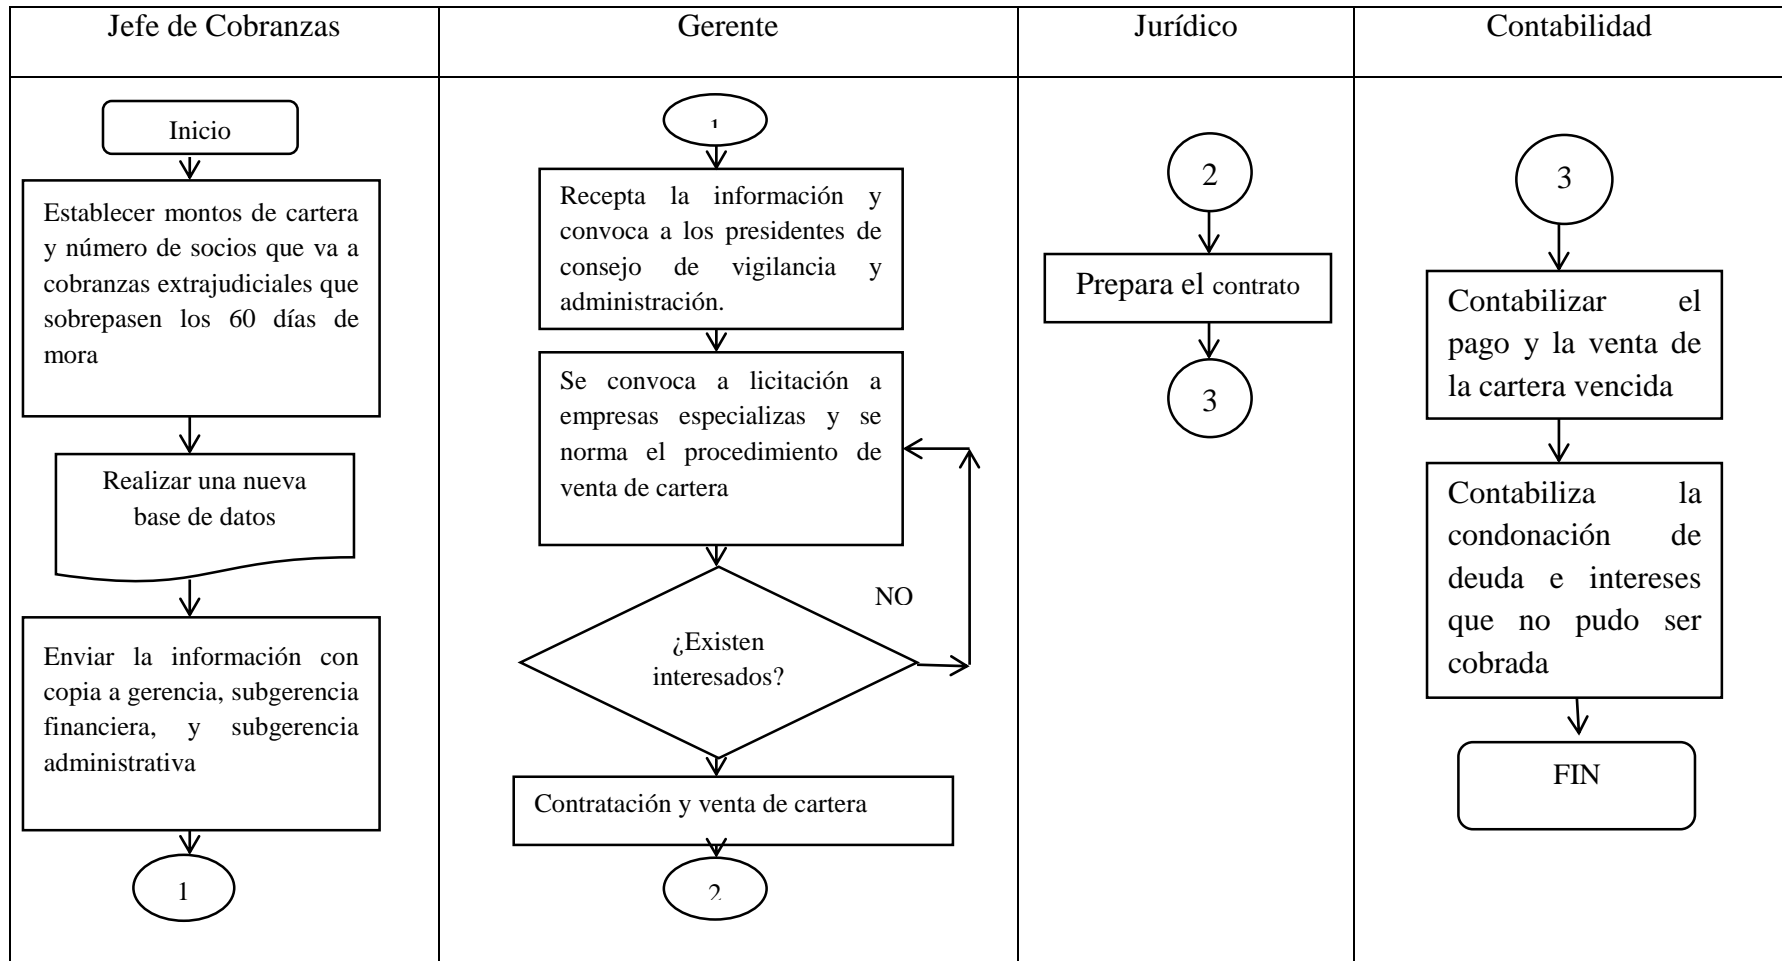 Jefe de Cobranzas
Gerente
Jurídico
Contabilidad
Inicio
Establecer montos de cartera
y número de socios que va a
cobranzas extrajudiciales que
sobrepasen los 60 días de
mora
Realizar una nueva
base de datos
Enviar la información con
copia a gerencia, subgerencia
financiera, y subgerencia
administrativa
1
1
Recepta la información y
convoca a los presidentes de
consejo de vigilancia y
administración.
Se convoca a licitación a
empresas especializas y se
norma el procedimiento de
venta de cartera
NO
¿Existen
interesados?
Contratación y venta de cartera
2
2
Prepara el contrato
3
3
Contabilizar el
pago y la venta de
la cartera vencida
Contabiliza la
condonación de
deuda e intereses
que no pudo ser
cobrada
FIN